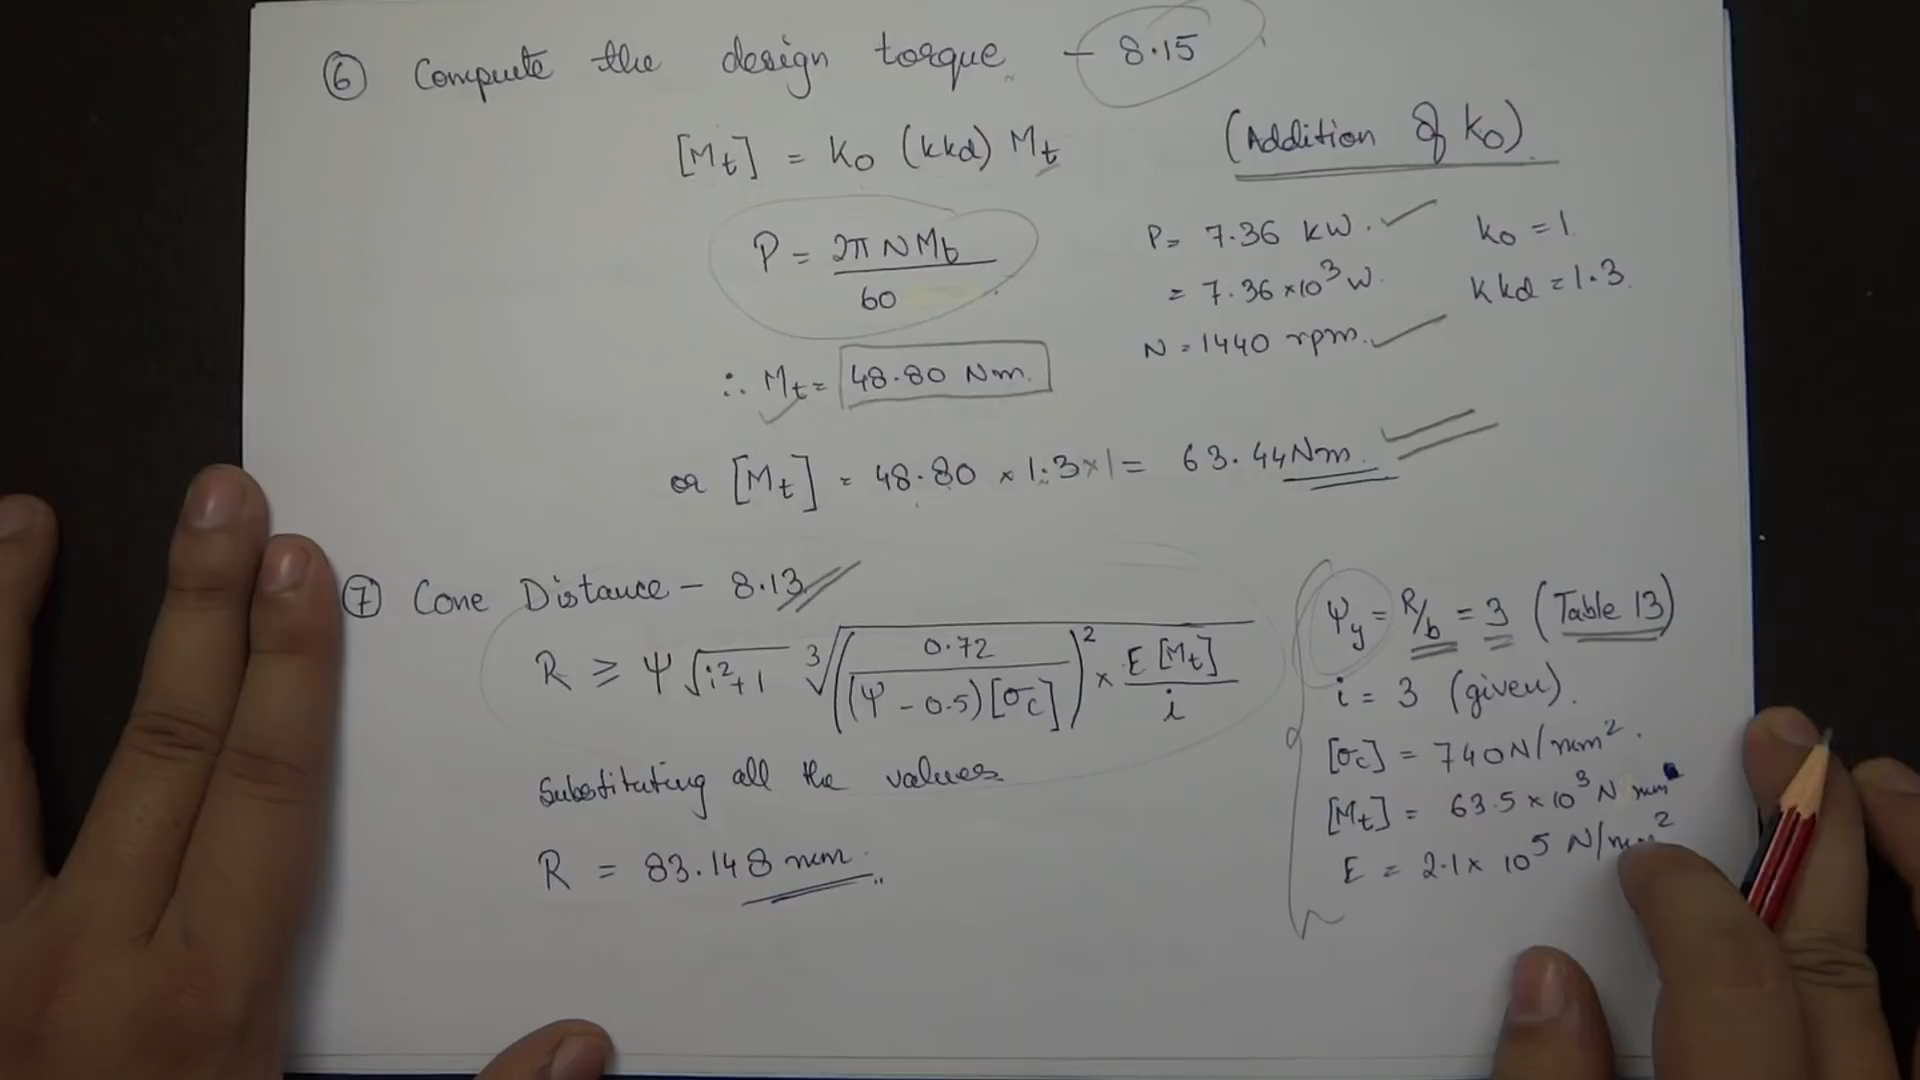 ⑥ Compute the design torque - 8.15
[Mt] = Ko (kkd) Mt
(Addition of Ko)
P = 2π N Mt / 60
P = 7.36 kW.
= 7.36 × 10³ W.
N = 1440 rpm.
ko = 1
kkd = 1.3
∴ Mt = 48.80 Nm.
or [Mt] = 48.80 × 1.3 × 1 = 63.44 Nm.
⑦ Cone Distance - 8.13
R ≥ ψ √(i² + 1) ∛((0.72 / ((ψ - 0.5) [σc]))² × E [Mt] / i)
Substituting all the values
R = 83.148 mm.
ψy = R/b = 3 (Table 13)
i = 3 (given).
[σc] = 740 N/mm².
[Mt] = 63.5 × 10³ N mm
E = 2.1 × 10⁵ N/mm²